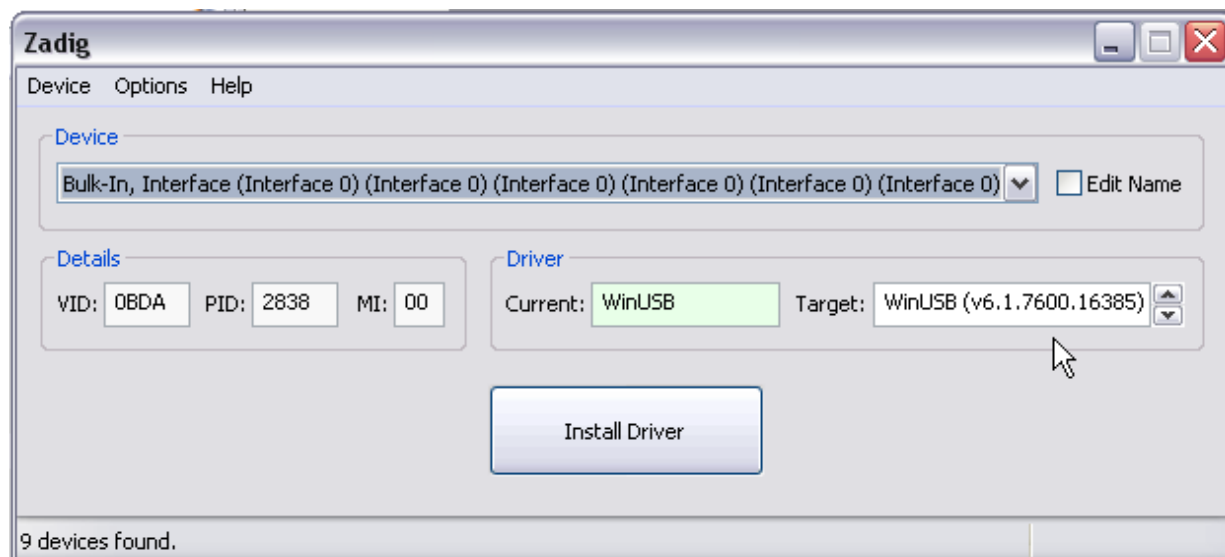 Zadig
Device Options Help
Device
Bulk-In, Interface (Interface 0) (Interface 0) (Interface 0) (Interface 0) (Interface 0) (Interface 0)
Edit Name
Details
VID: 0BDA PID: 2838 MI: 00
Driver
Current: WinUSB Target: WinUSB (v6.1.7600.16385)
Install Driver
9 devices found.